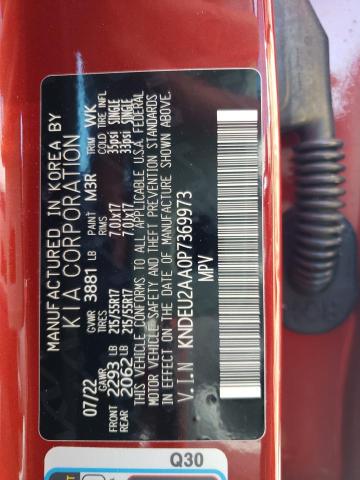 MANUFACTURED IN KOREA BY
KIA CORPORATION
07/22 GVWR 3881 LB PAINT M3R TRIM WK
GAWR TIRES RIMS COLD TIRE INFL
FRONT 2293 LB 215/55R17 7.0Jx17 35psi SINGLE
REAR 2062 LB 215/55R17 7.0Jx17 35psi SINGLE
THIS VEHICLE CONFORMS TO ALL APPLICABLE U.S.A. FEDERAL
MOTOR VEHICLE SAFETY AND THEFT PREVENTION STANDARDS
IN EFFECT ON THE DATE OF MANUFACTURE SHOWN ABOVE.
V.I.N KNDEU2AA0P7369973
MPV
Q30